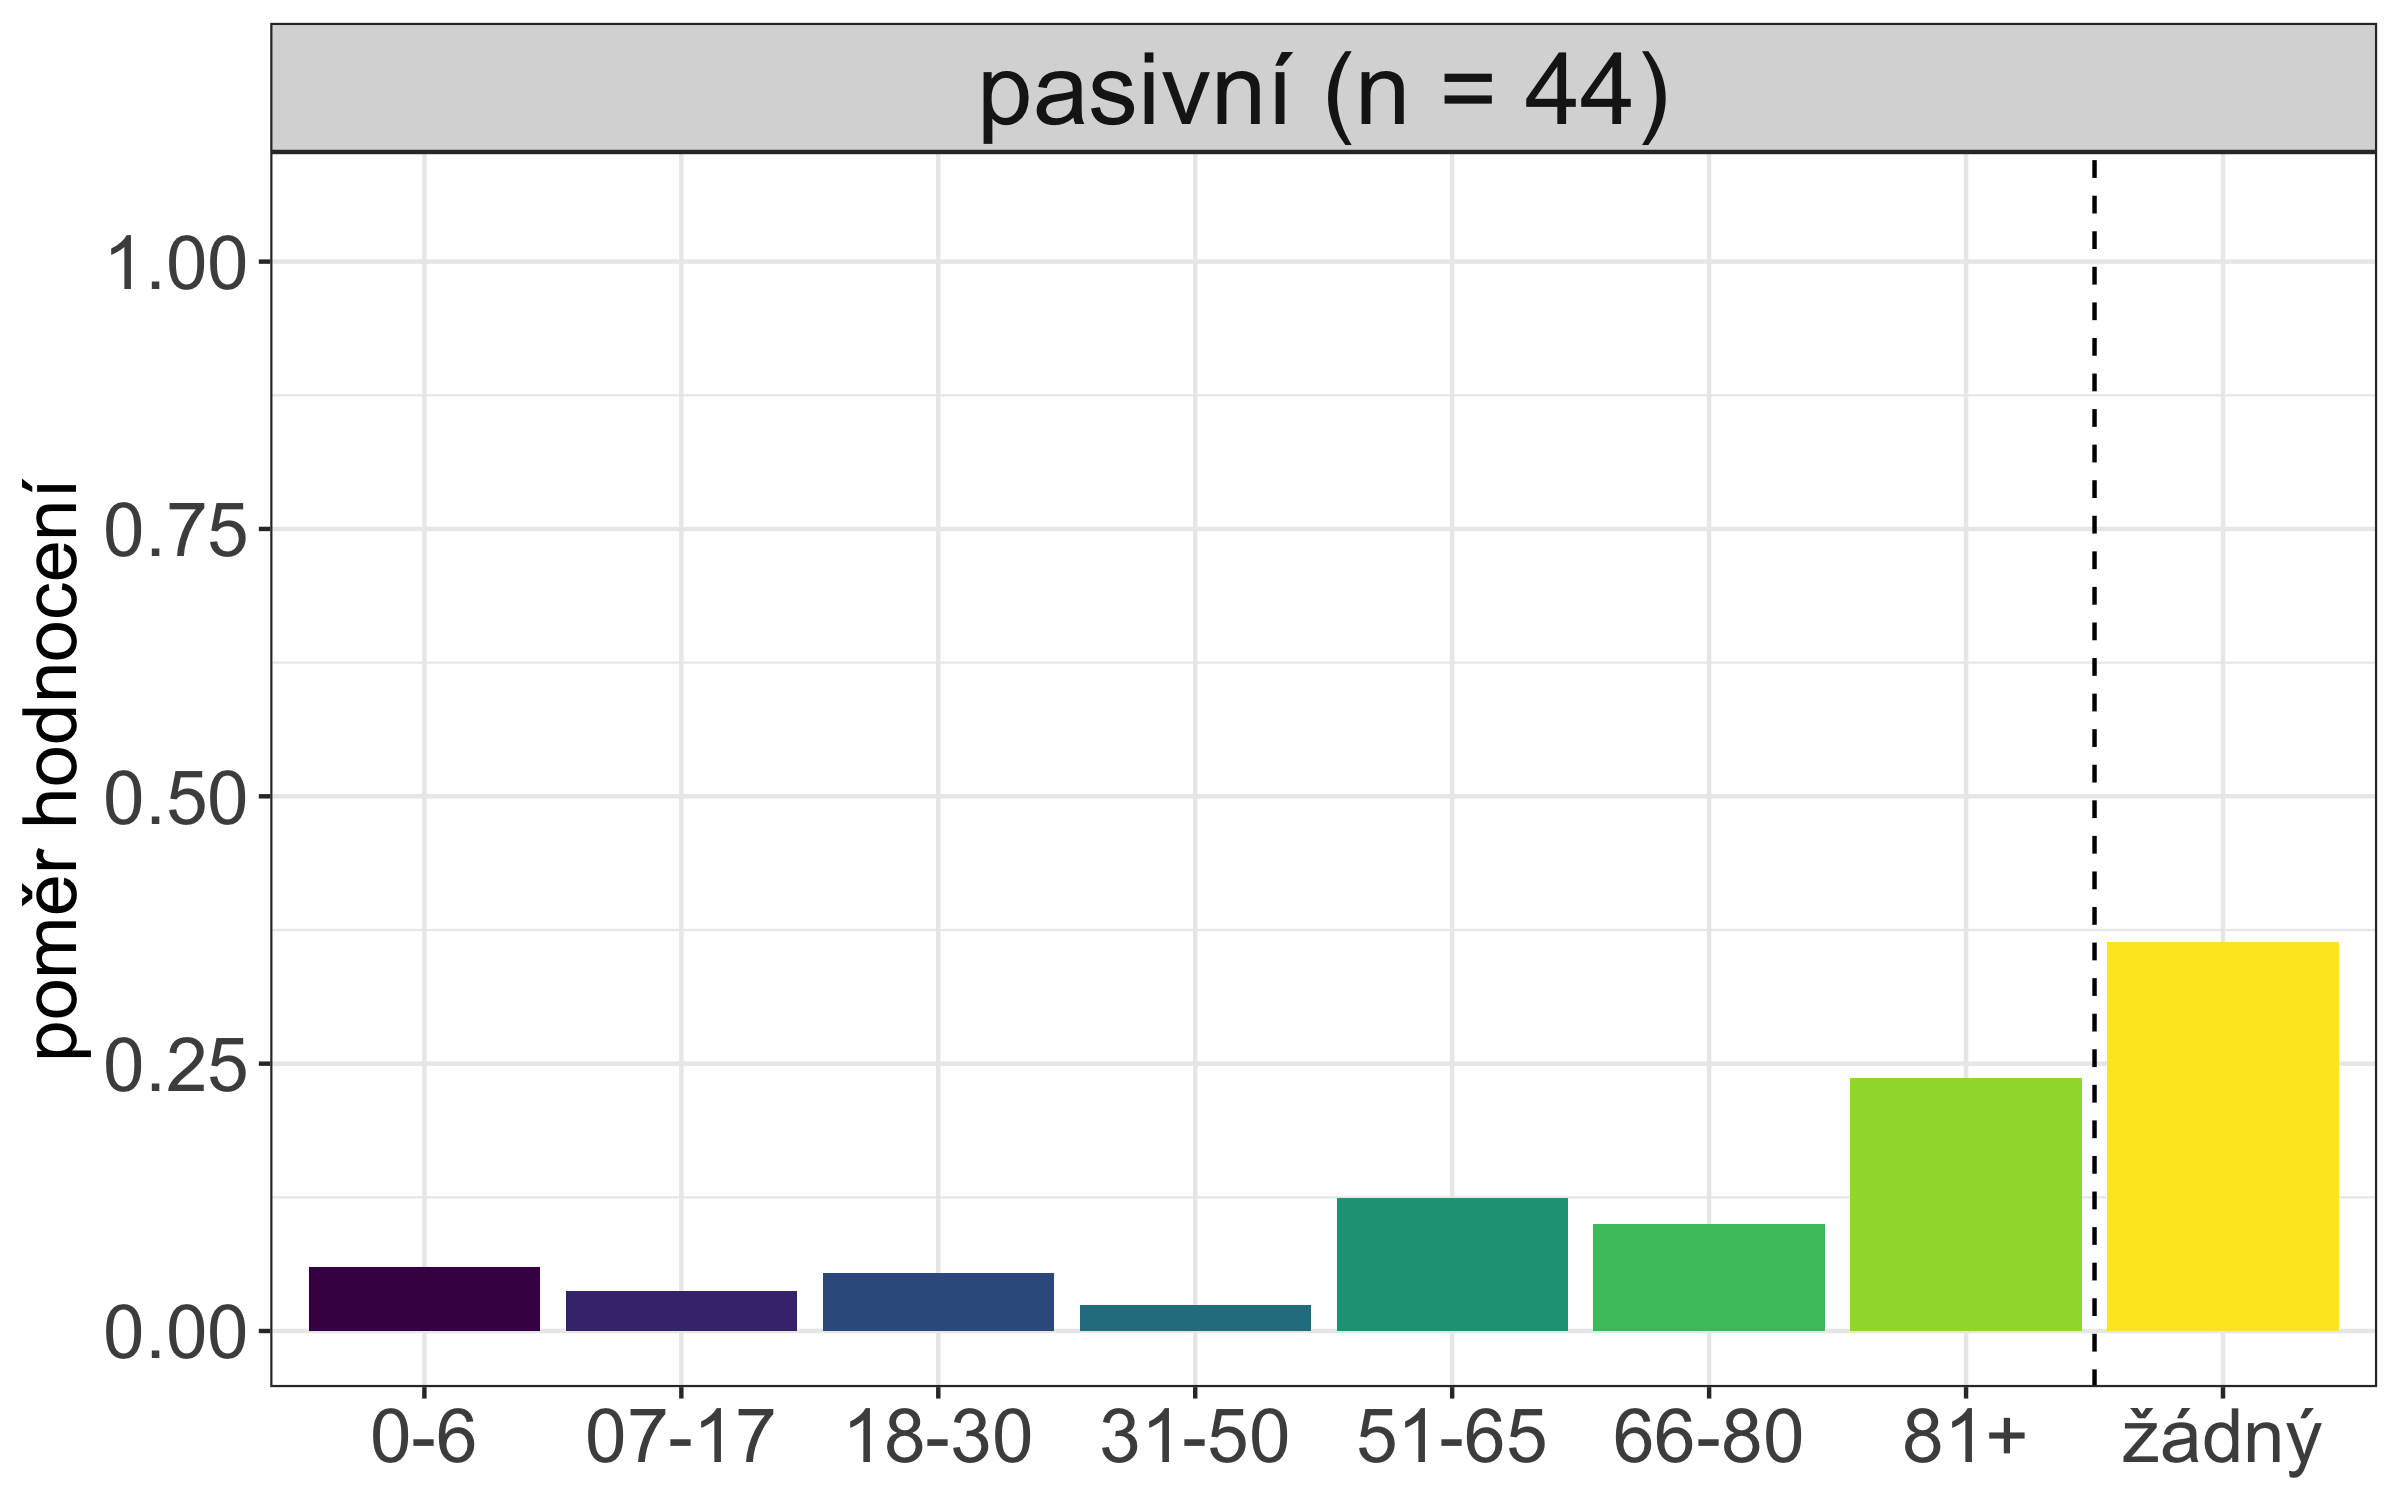 pasivní (n = 44)
poměr hodnocení
1.00
0.75
0.50
0.25
0.00
0-6 07-17 18-30 31-50 51-65 66-80 81+ žádný